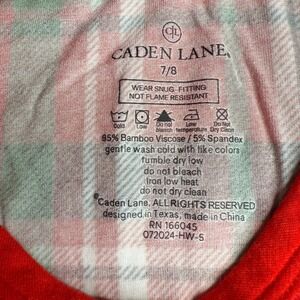 CJL
CADEN LANE
7/8
WEAR SNUG-FITTING
NOT FLAME RESISTANT
Cold Low Do not bleach Low temperature Do not Dry Clean
95% Bamboo Viscose / 5% Spandex
gentle wash cold with like colors
tumble dry low
do not bleach
iron low heat
do not dry clean
Caden Lane. ALL RIGHTS RESERVED
designed in Texas, made in China
RN 166045
072024-HW-5